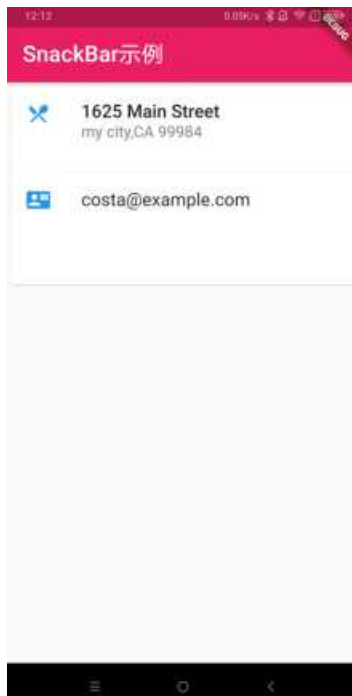 12:12
SnackBar示例
DEBUG
1625 Main Street
my city,CA 99984
costa@example.com